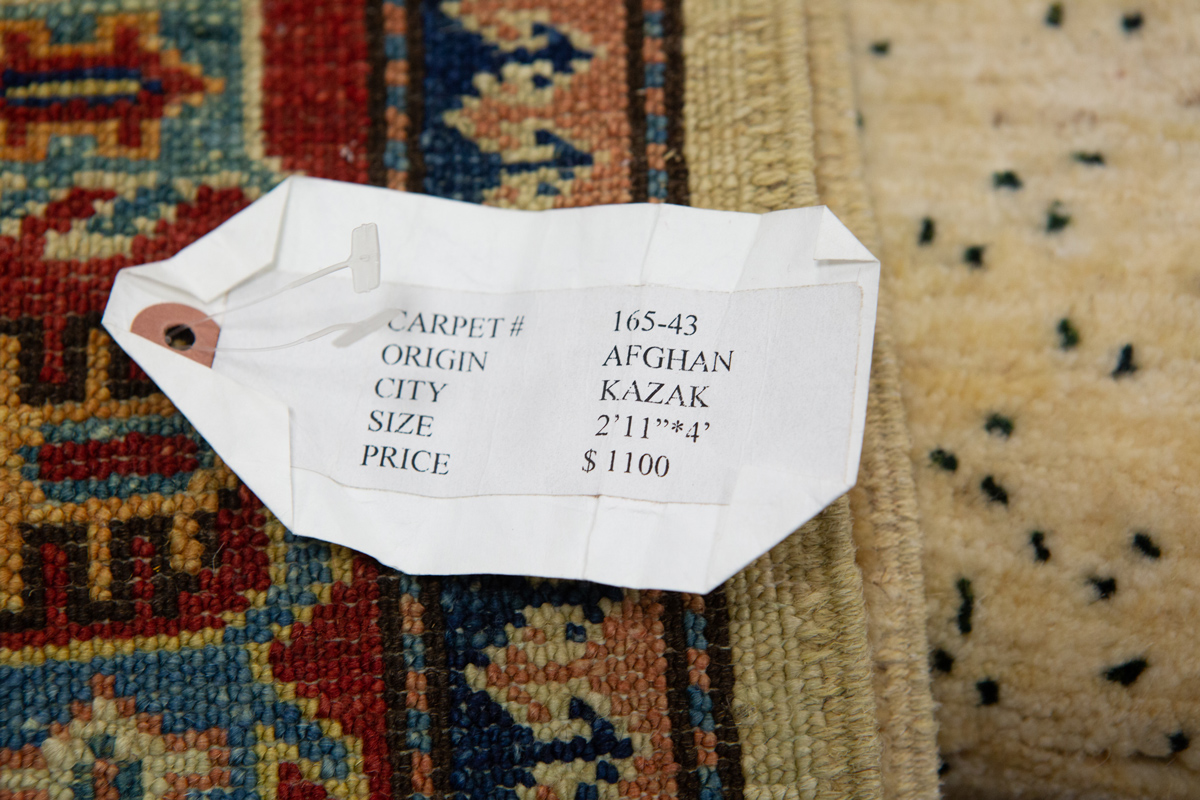 CARPET # 165-43
ORIGIN AFGHAN
CITY KAZAK
SIZE 2’11”*4’
PRICE $ 1100